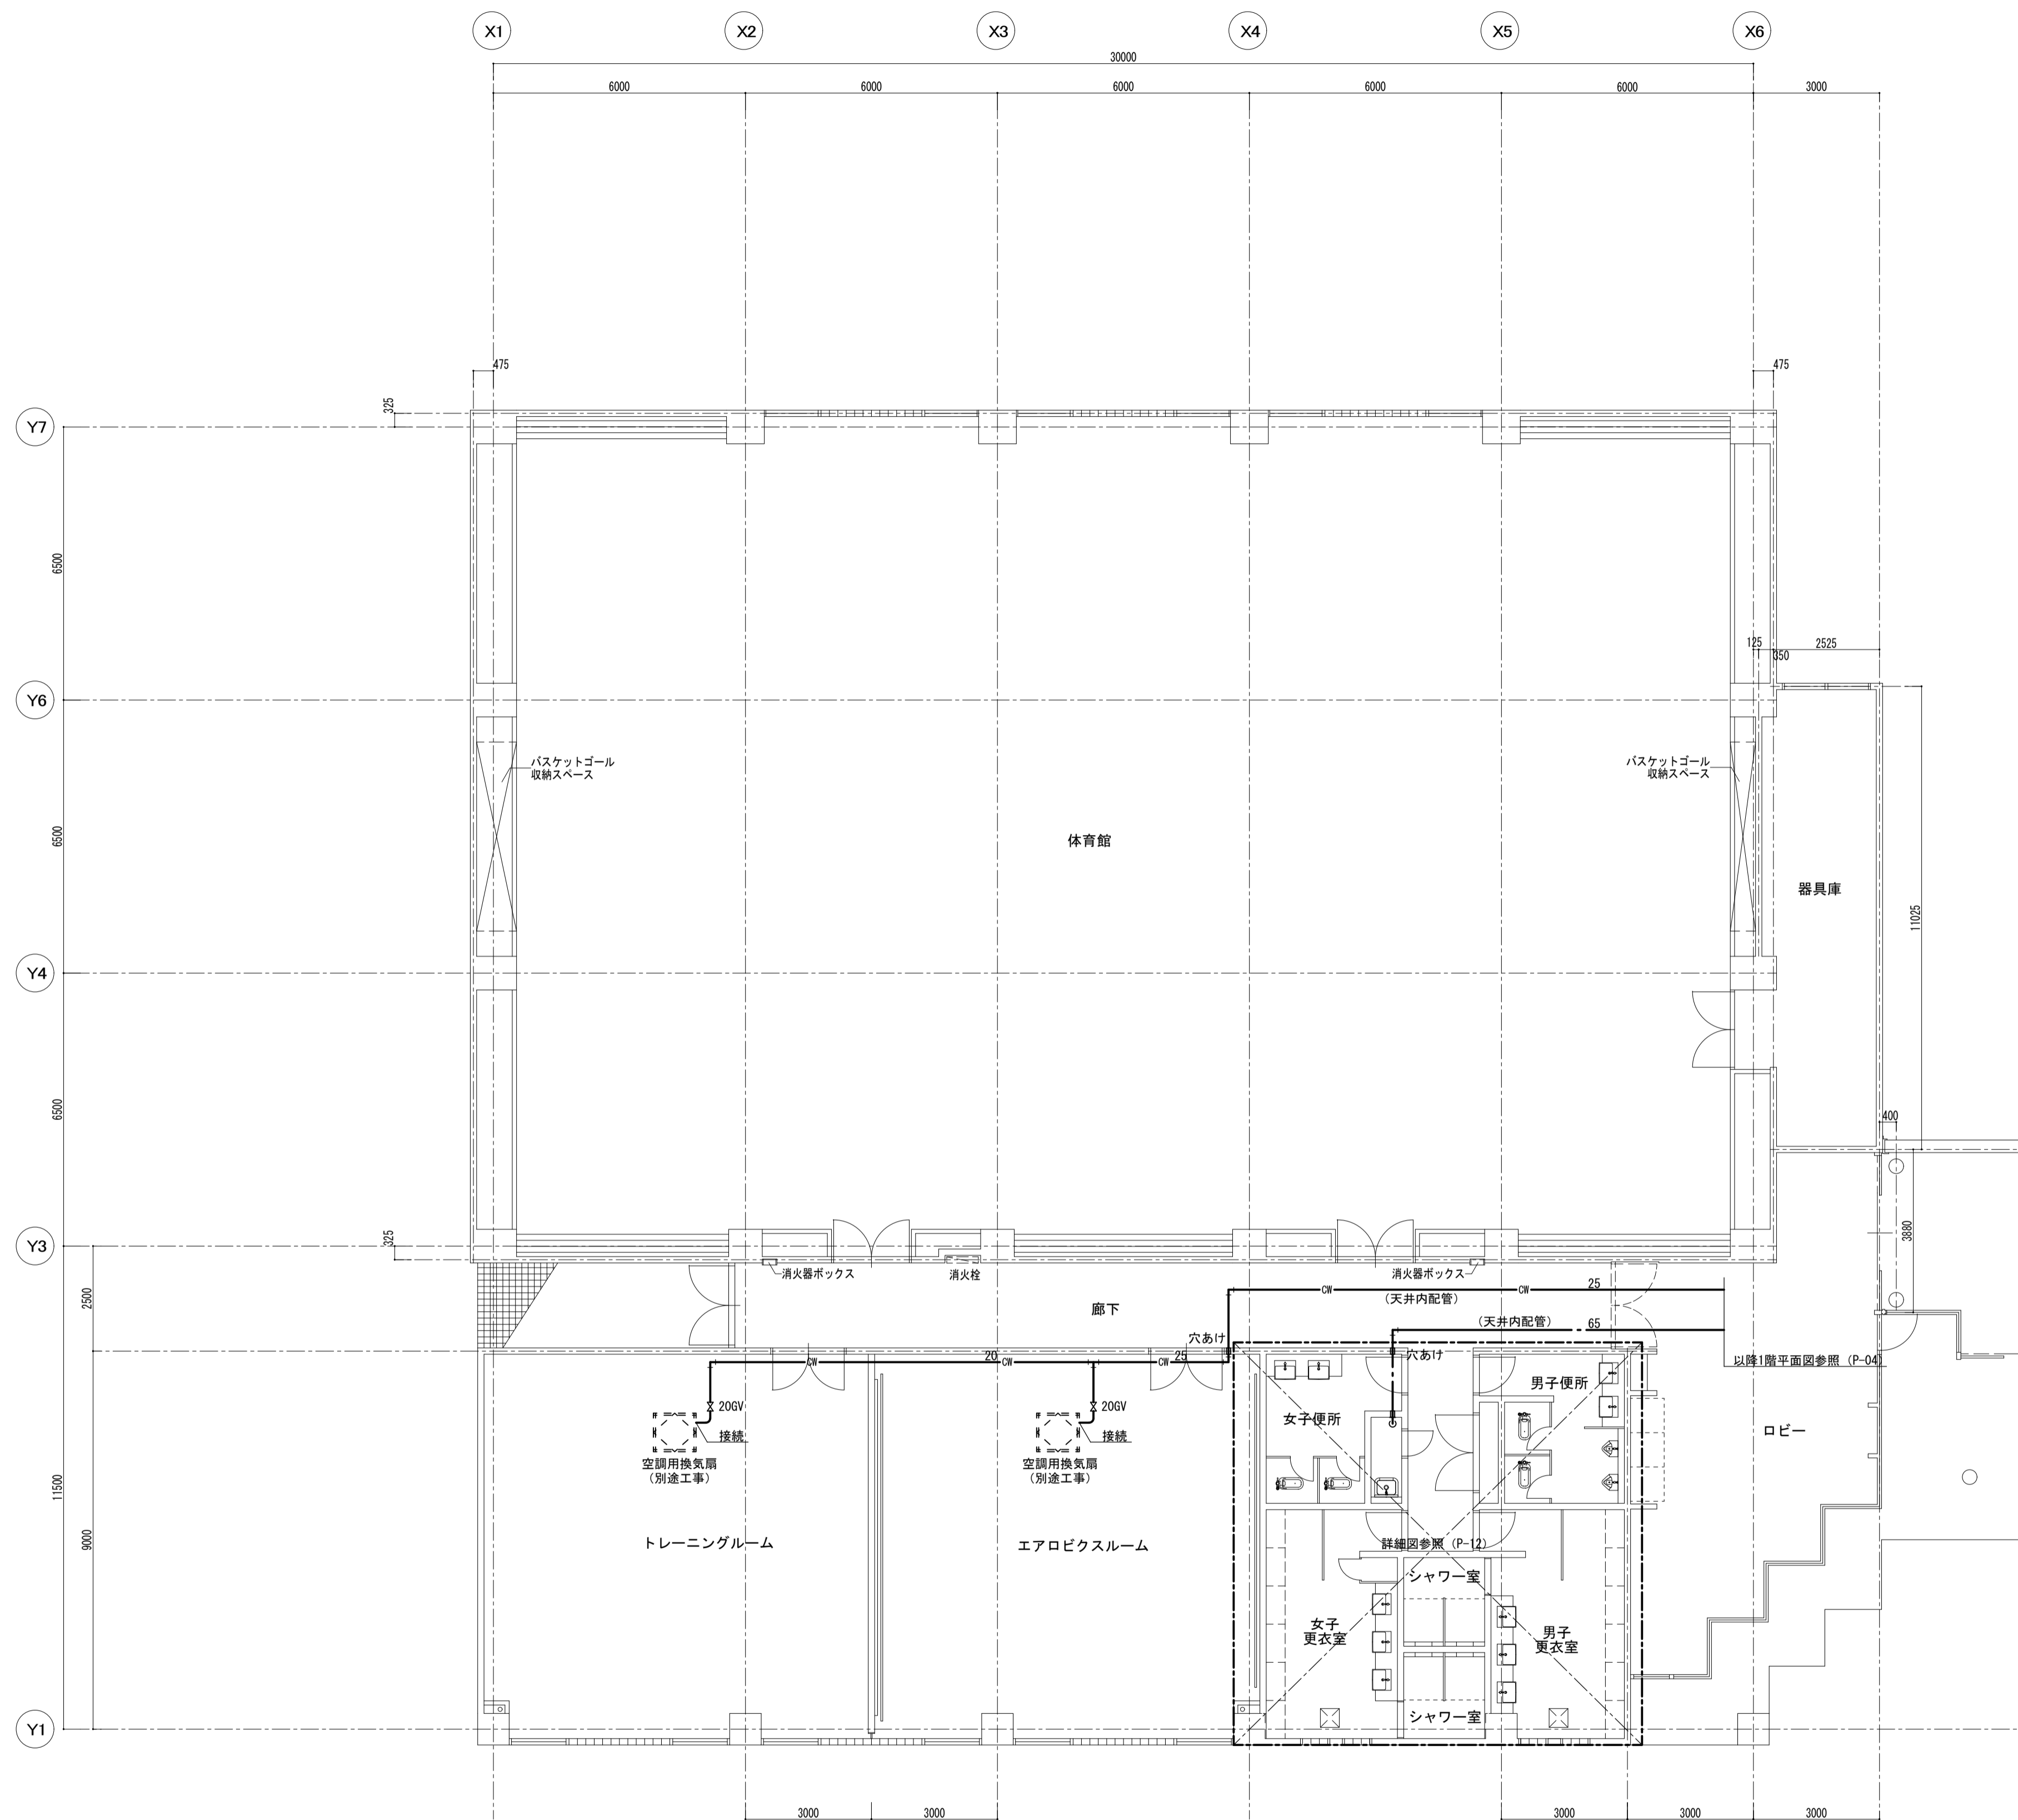 X1
X2
X3
X4
X5
X6
30000
6000
6000
6000
6000
6000
3000
475
475
325
Y7
6500
125
350
2525
Y6
バスケットゴール
収納スペース
バスケットゴール
収納スペース
6500
体育館
器具庫
11025
Y4
6500
400
3880
Y3
325
消火器ボックス
消火栓
消火器ボックス
2500
廊下
CW
CW
25
(天井内配管)
(天井内配管)
65
穴あけ
穴あけ
CW
20
CW
CW
25
以降1階平面図参照 (P-04)
20GV
接続
空調用換気扇
(別途工事)
20GV
接続
空調用換気扇
(別途工事)
女子便所
男子便所
ロビー
11500
9000
トレーニングルーム
エアロビクスルーム
詳細図参照 (P-12)
シャワー室
女子
更衣室
男子
更衣室
シャワー室
Y1
3000
3000
3000
3000
3000